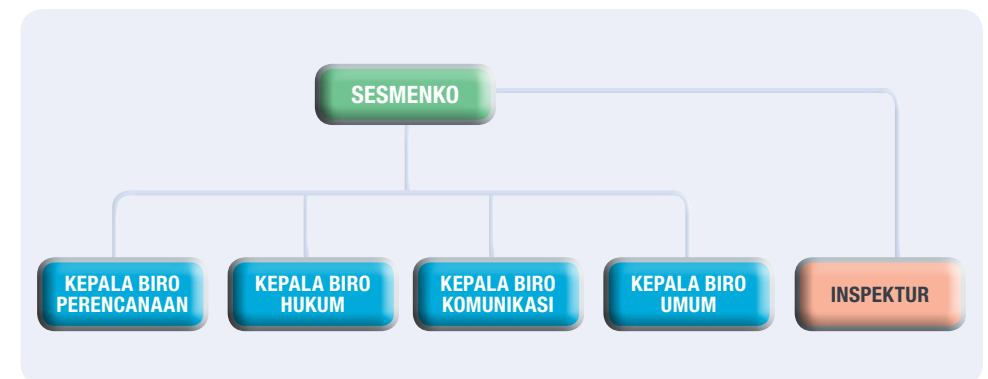 SESMENKO
KEPALA BIRO
PERENCANAAN
KEPALA BIRO
HUKUM
KEPALA BIRO
KOMUNIKASI
KEPALA BIRO
UMUM
INSPEKTUR